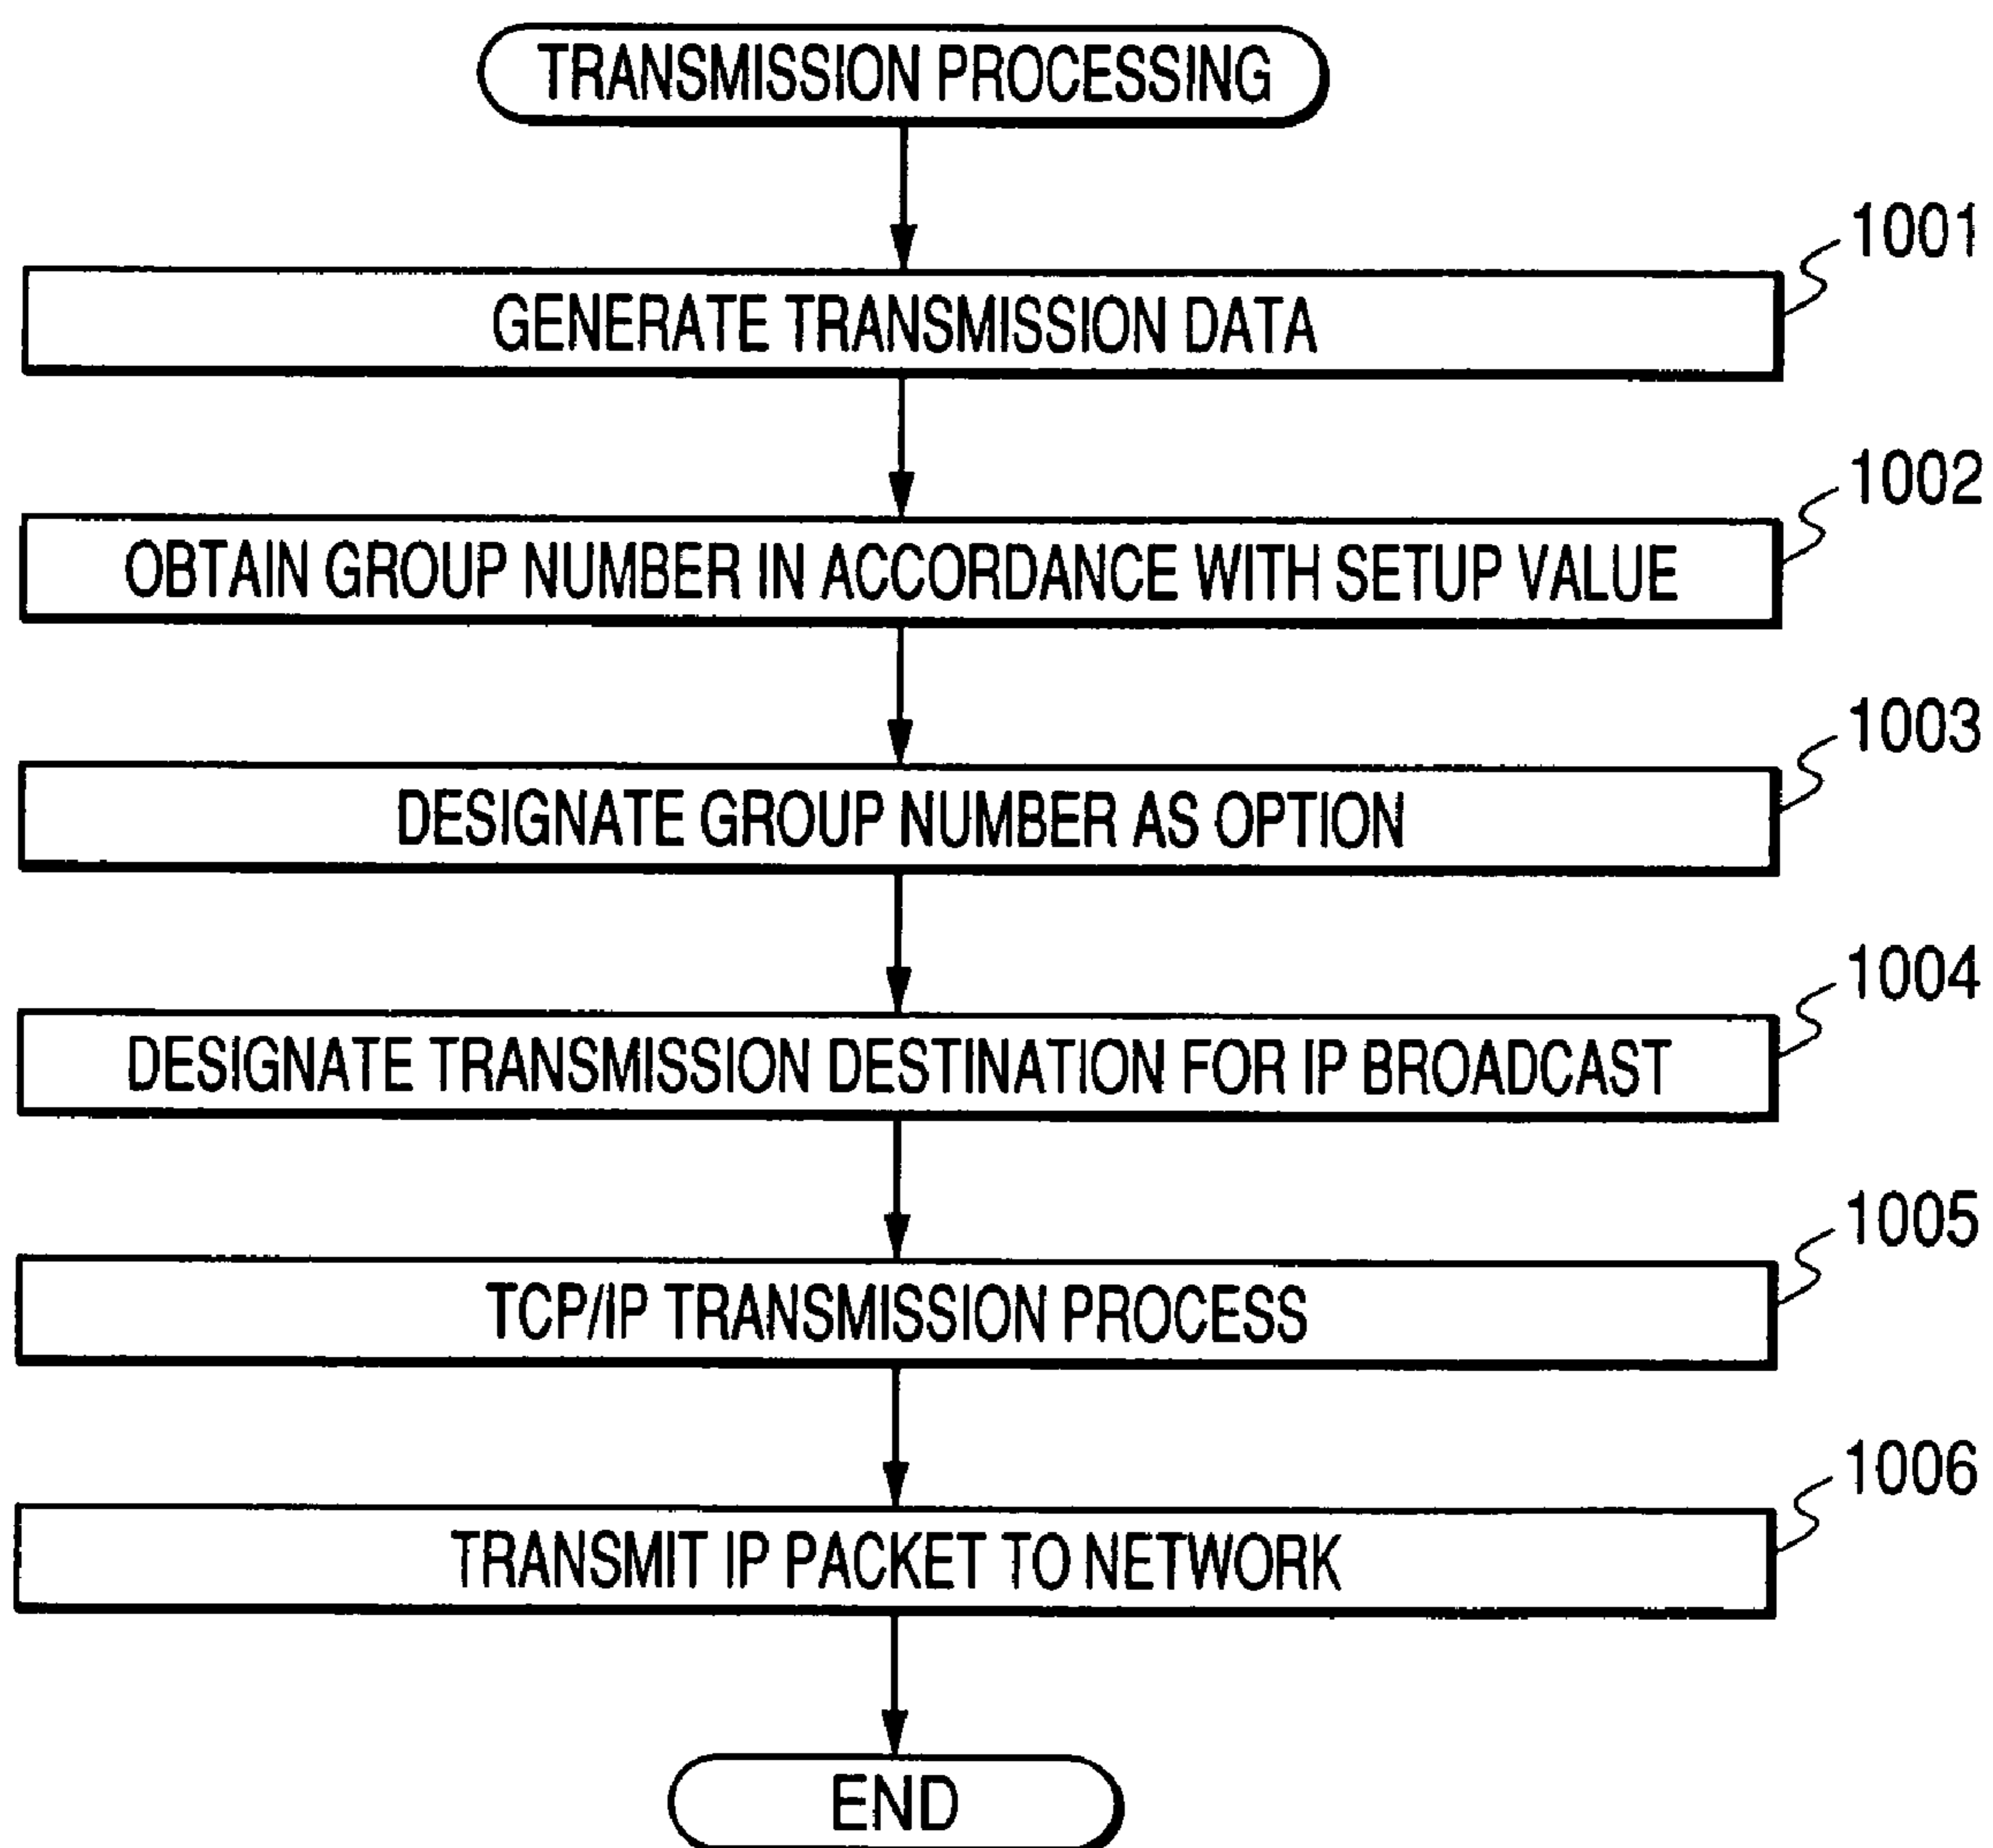 TRANSMISSION PROCESSING
1001
GENERATE TRANSMISSION DATA
1002
OBTAIN GROUP NUMBER IN ACCORDANCE WITH SETUP VALUE
1003
DESIGNATE GROUP NUMBER AS OPTION
1004
DESIGNATE TRANSMISSION DESTINATION FOR IP BROADCAST
1005
TCP/IP TRANSMISSION PROCESS
1006
TRANSMIT IP PACKET TO NETWORK
END